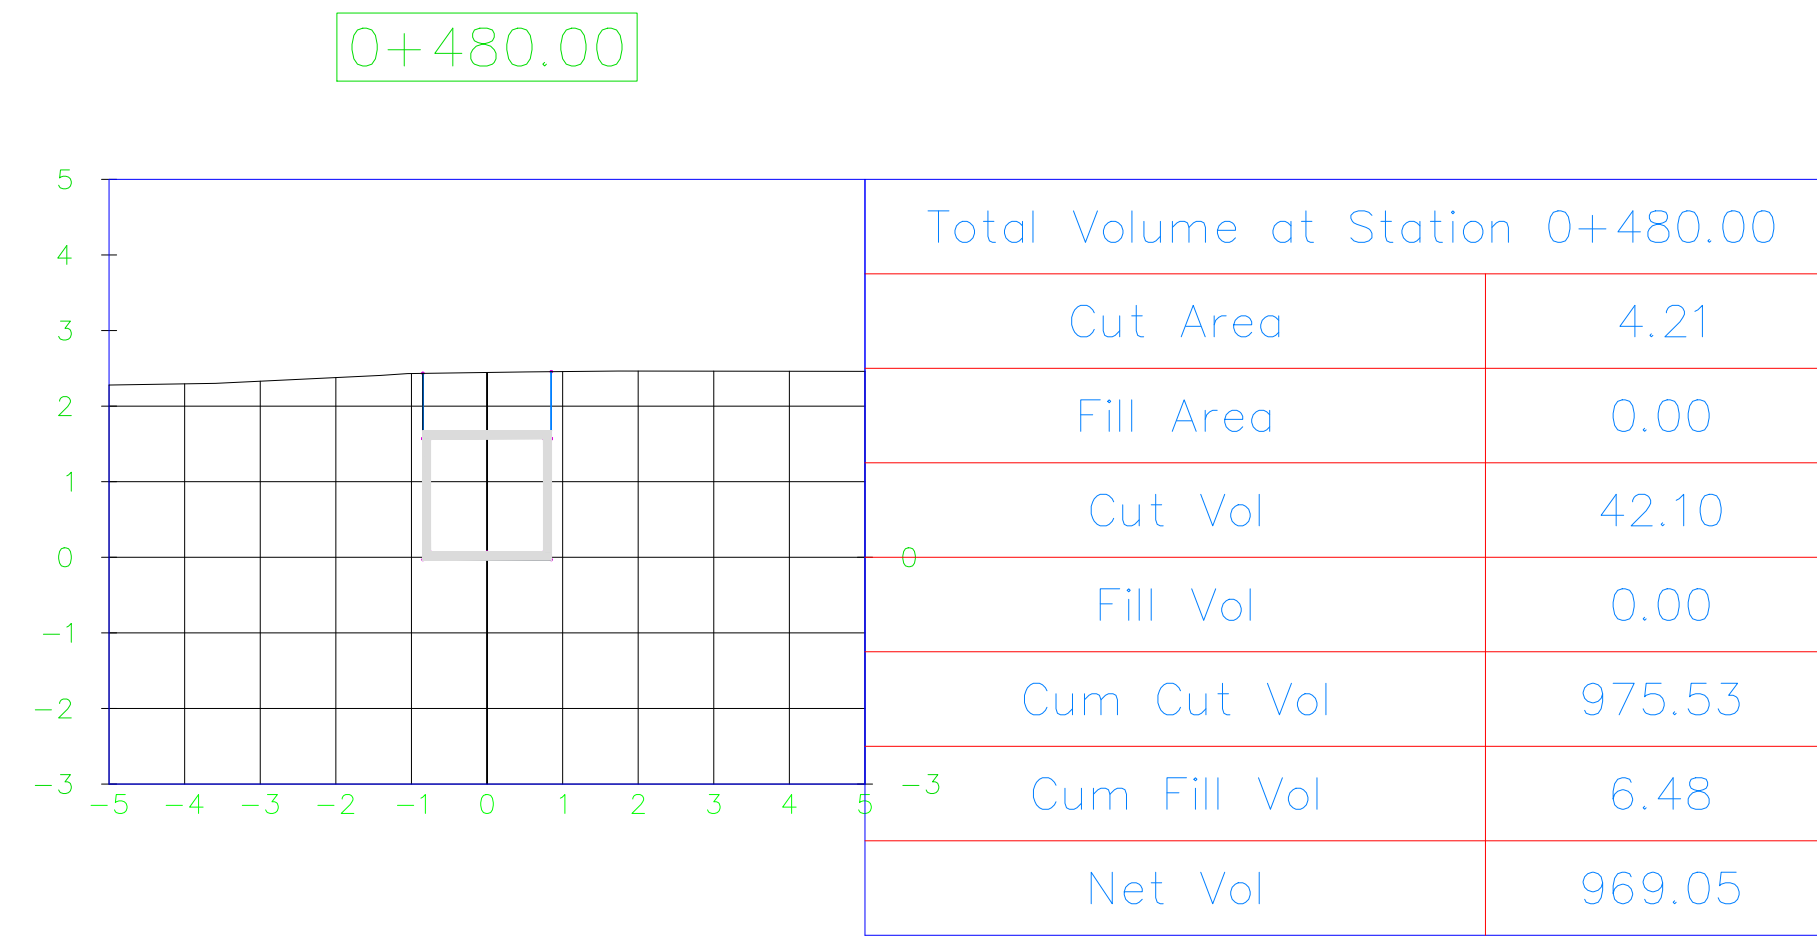 0+480.00
5
4
3
2
1
0
-1
-2
-3
-5 -4 -3 -2 -1 0 1 2 3 4 5
0
-3
Total Volume at Station 0+480.00
Cut Area 4.21
Fill Area 0.00
Cut Vol 42.10
Fill Vol 0.00
Cum Cut Vol 975.53
Cum Fill Vol 6.48
Net Vol 969.05